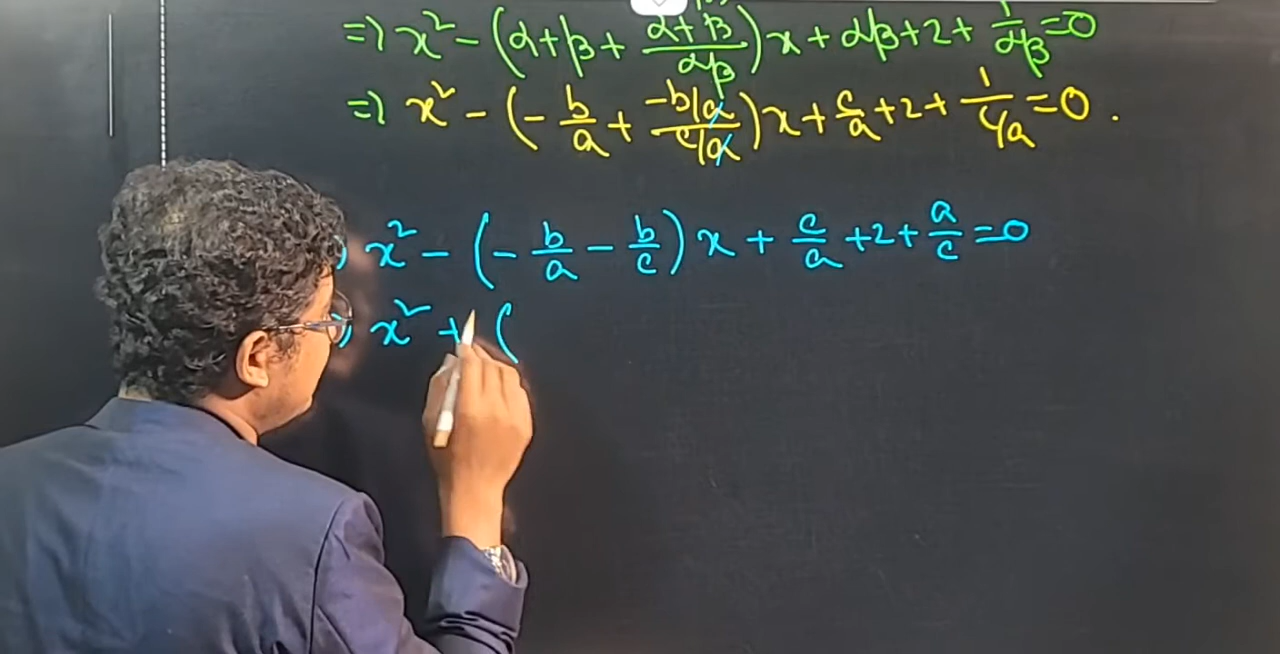 ⇒ x² - (α+β + (α+β)/(αβ))x + αβ + 2 + 1/(αβ) = 0
⇒ x² - (-b/a + (-b/a)/(c/a))x + c/a + 2 + 1/(c/a) = 0.
⇒ x² - (-b/a - b/c)x + c/a + 2 + a/c = 0
⇒ x² + (